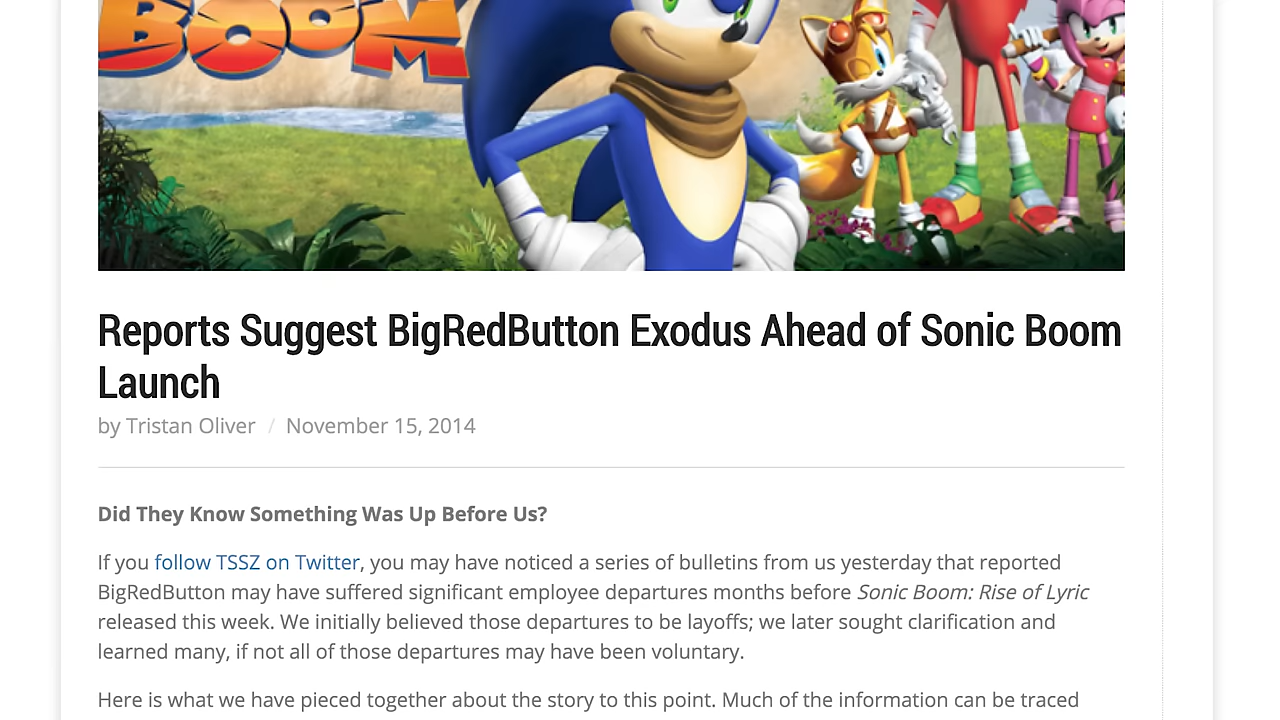 BOOM
Reports Suggest BigRedButton Exodus Ahead of Sonic Boom
Launch
by Tristan Oliver / November 15, 2014
Did They Know Something Was Up Before Us?
If you follow TSSZ on Twitter, you may have noticed a series of bulletins from us yesterday that reported
BigRedButton may have suffered significant employee departures months before Sonic Boom: Rise of Lyric
released this week. We initially believed those departures to be layoffs; we later sought clarification and
learned many, if not all of those departures may have been voluntary.
Here is what we have pieced together about the story to this point. Much of the information can be traced